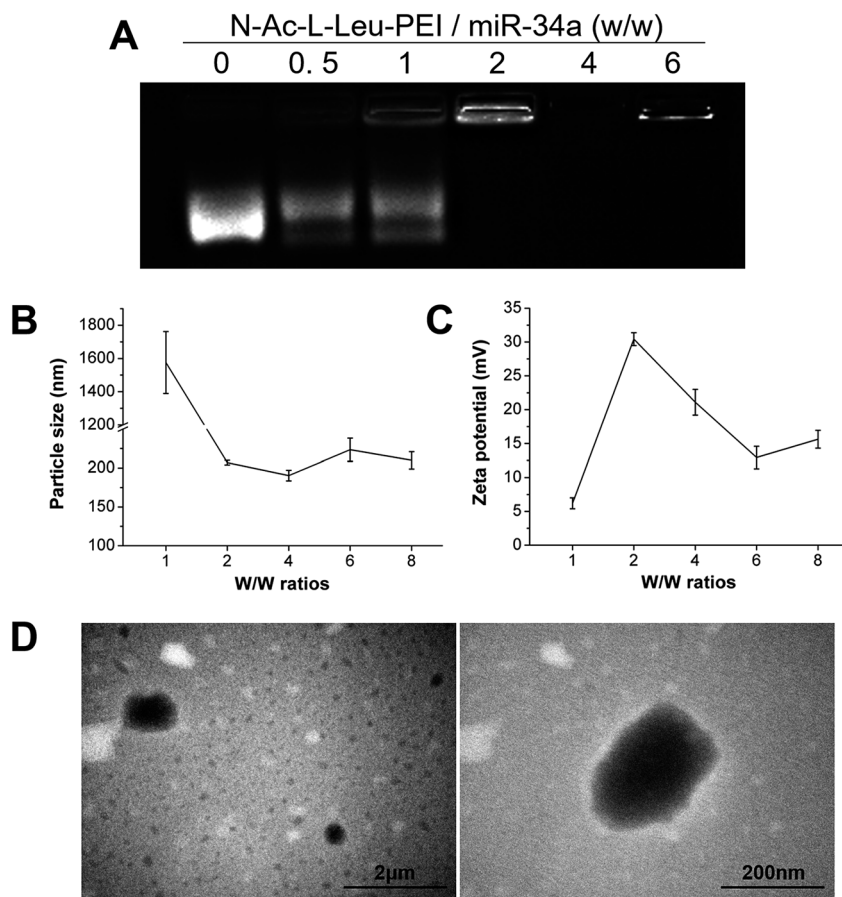 A
N-Ac-L-Leu-PEI / miR-34a (w/w)
0 0.5 1 2 4 6
B
Particle size (nm)
1800
1600
1400
1200
200
150
100
1 2 4 6 8
W/W ratios
C
Zeta potential (mV)
35
30
25
20
15
10
5
0
1 2 4 6 8
W/W ratios
D
2μm
200nm